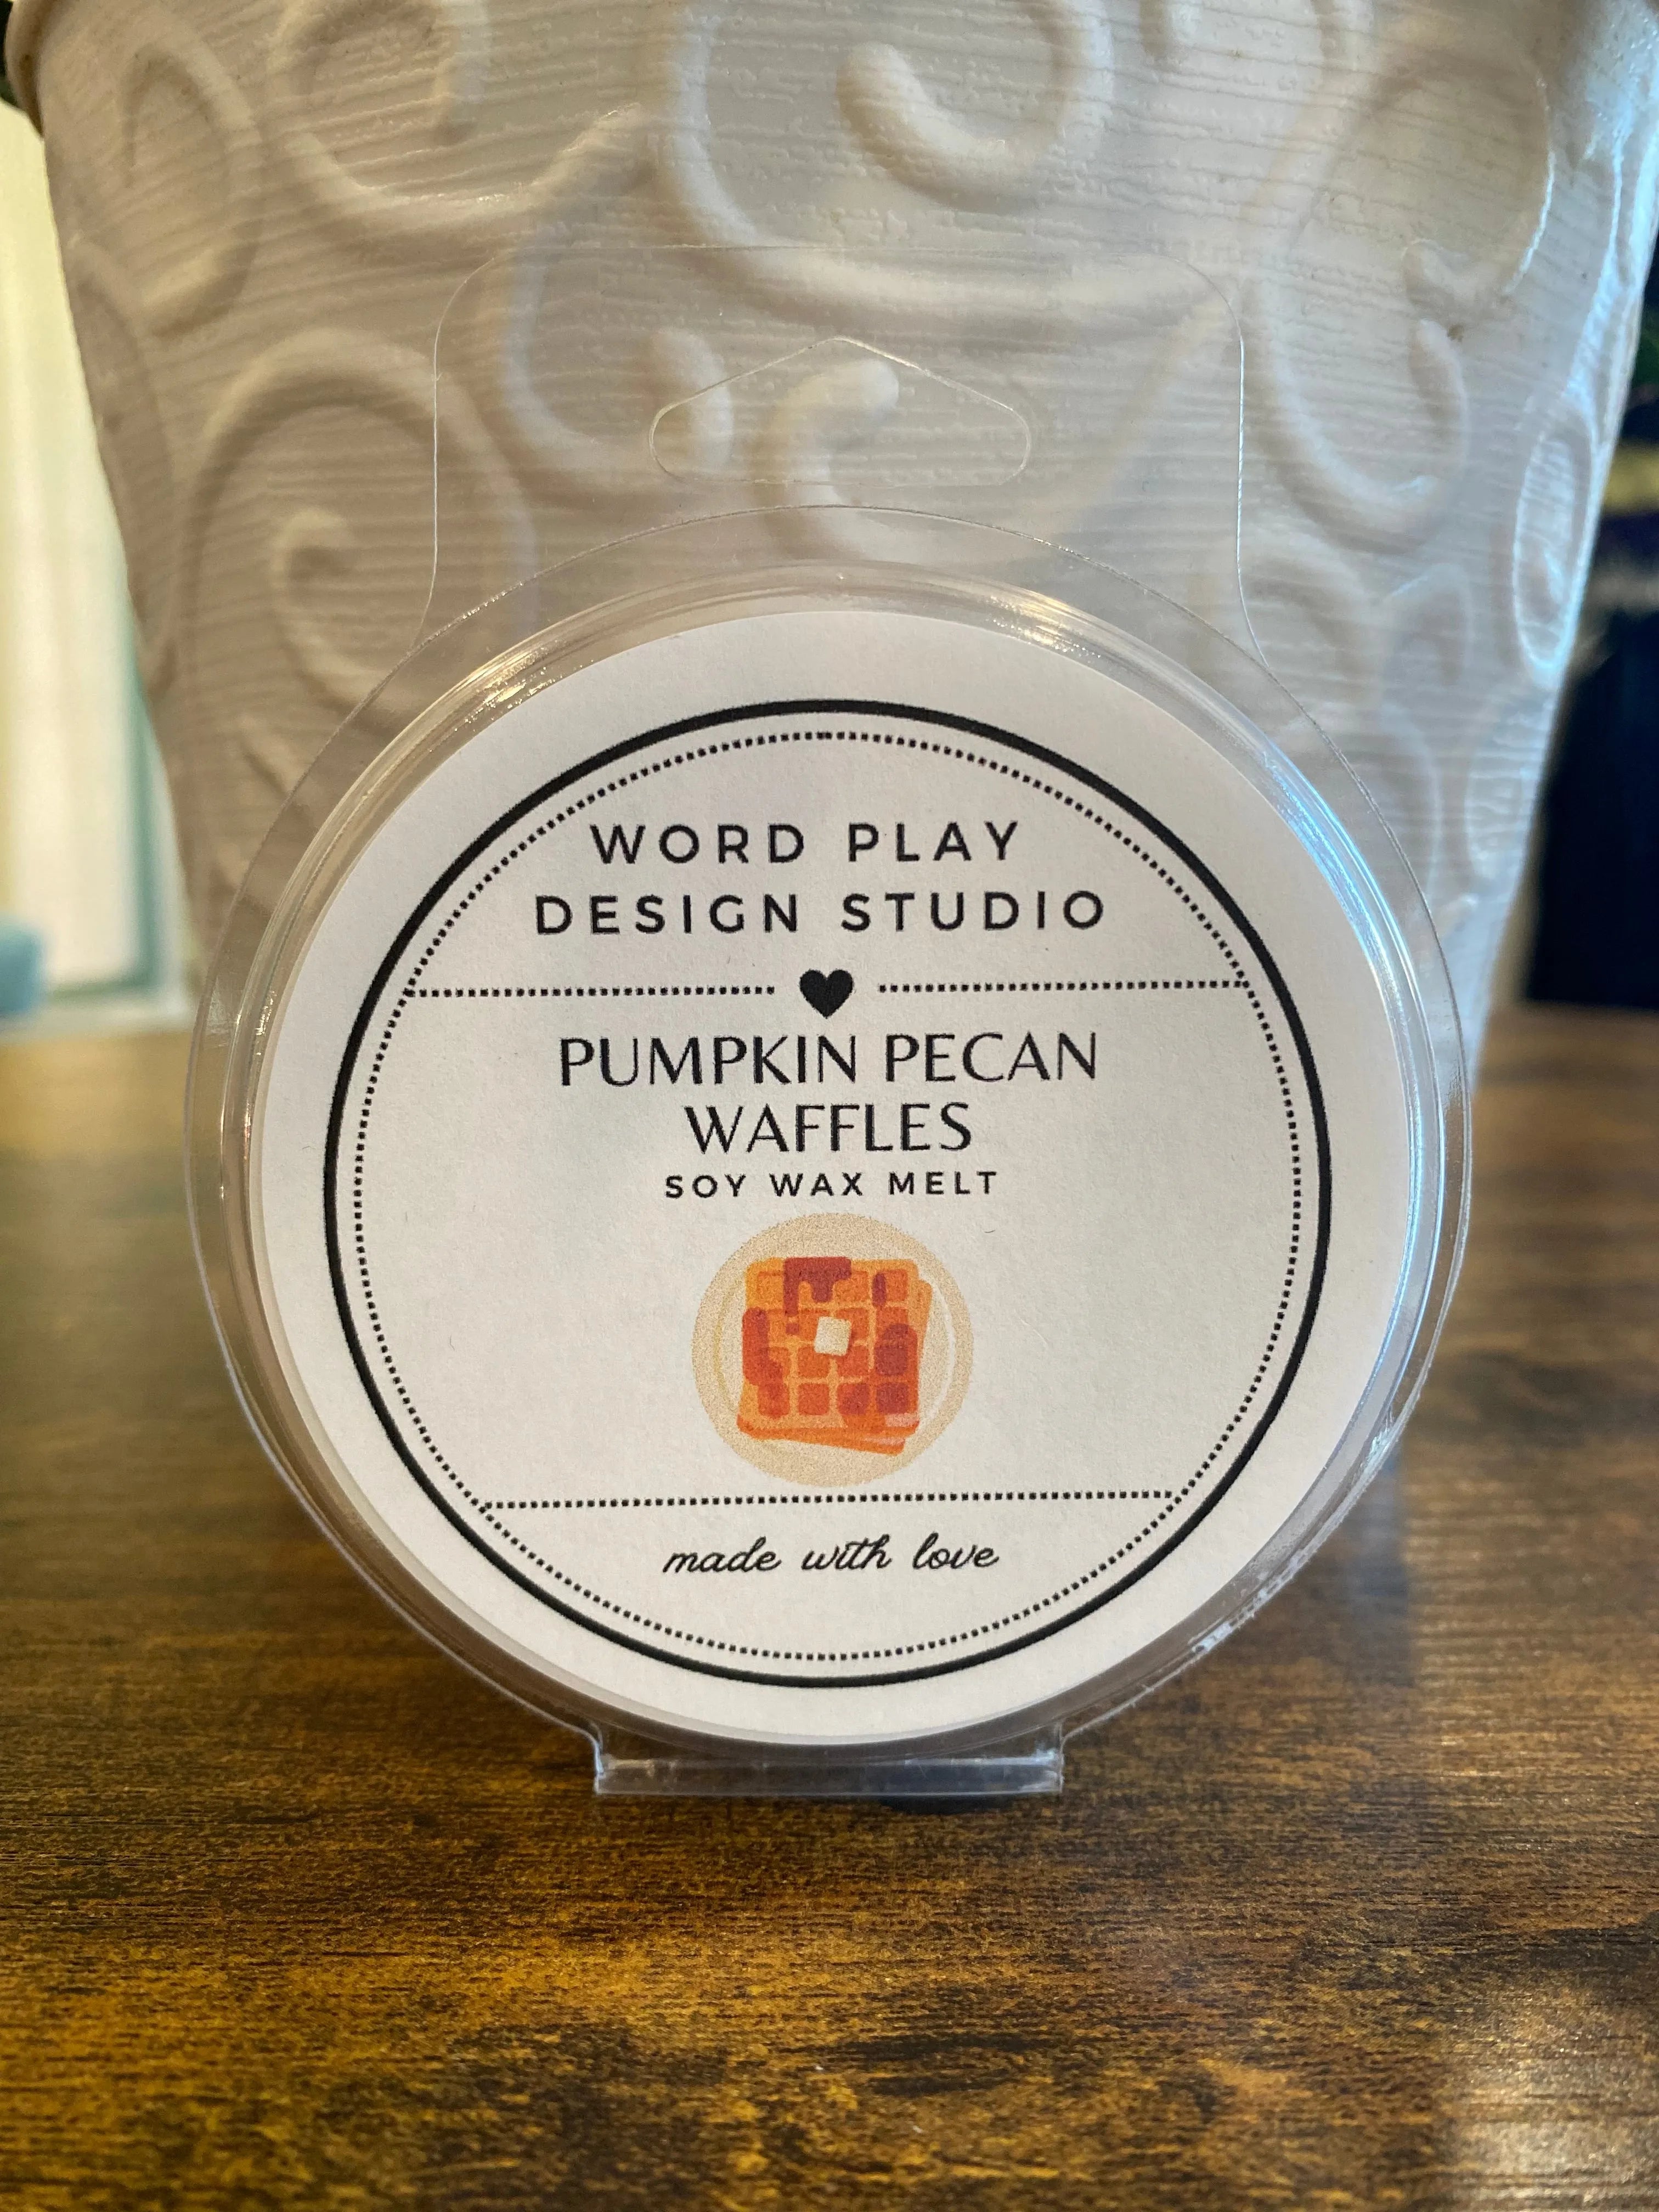 WORD PLAY
DESIGN STUDIO
PUMPKIN PECAN
WAFFLES
SOY WAX MELT
made with love